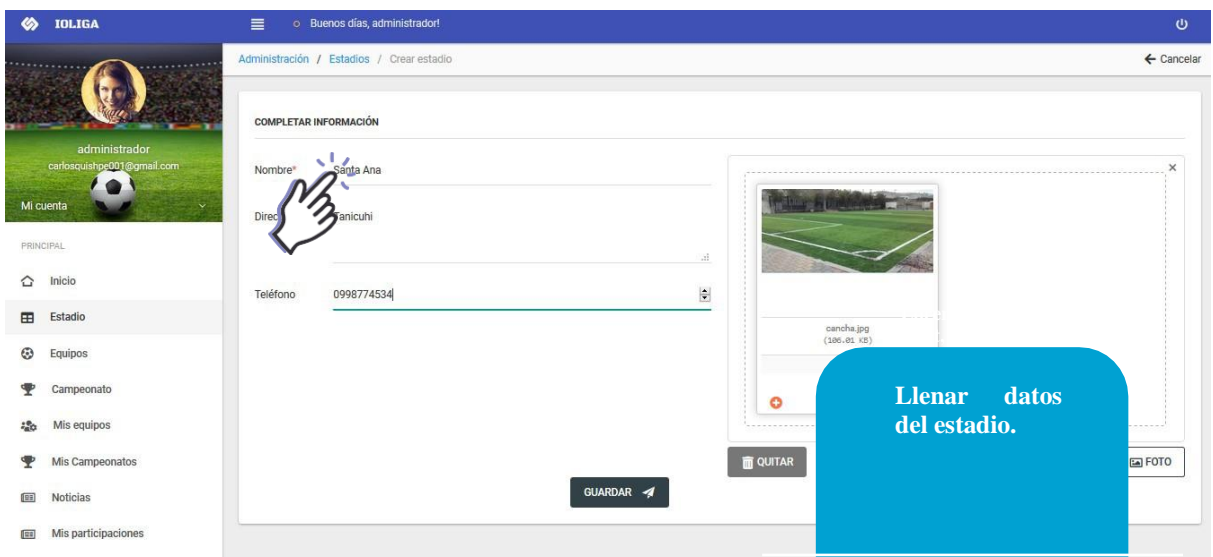 IOLIGA
Buenos días, administrador!
Administración / Estadios / Crear estadio
Cancelar
administrador
carlosquishpe001@gmail.com
Mi cuenta
PRINCIPAL
Inicio
Estadio
Equipos
Campeonato
Mis equipos
Mis Campeonatos
Noticias
Mis participaciones
COMPLETAR INFORMACIÓN
Nombre* Santa Ana
Tanicuhi
Teléfono 0998774534
cancha.jpg
(106.01 KB)
QUITAR
FOTO
GUARDAR
Llenar datos
del estadio.